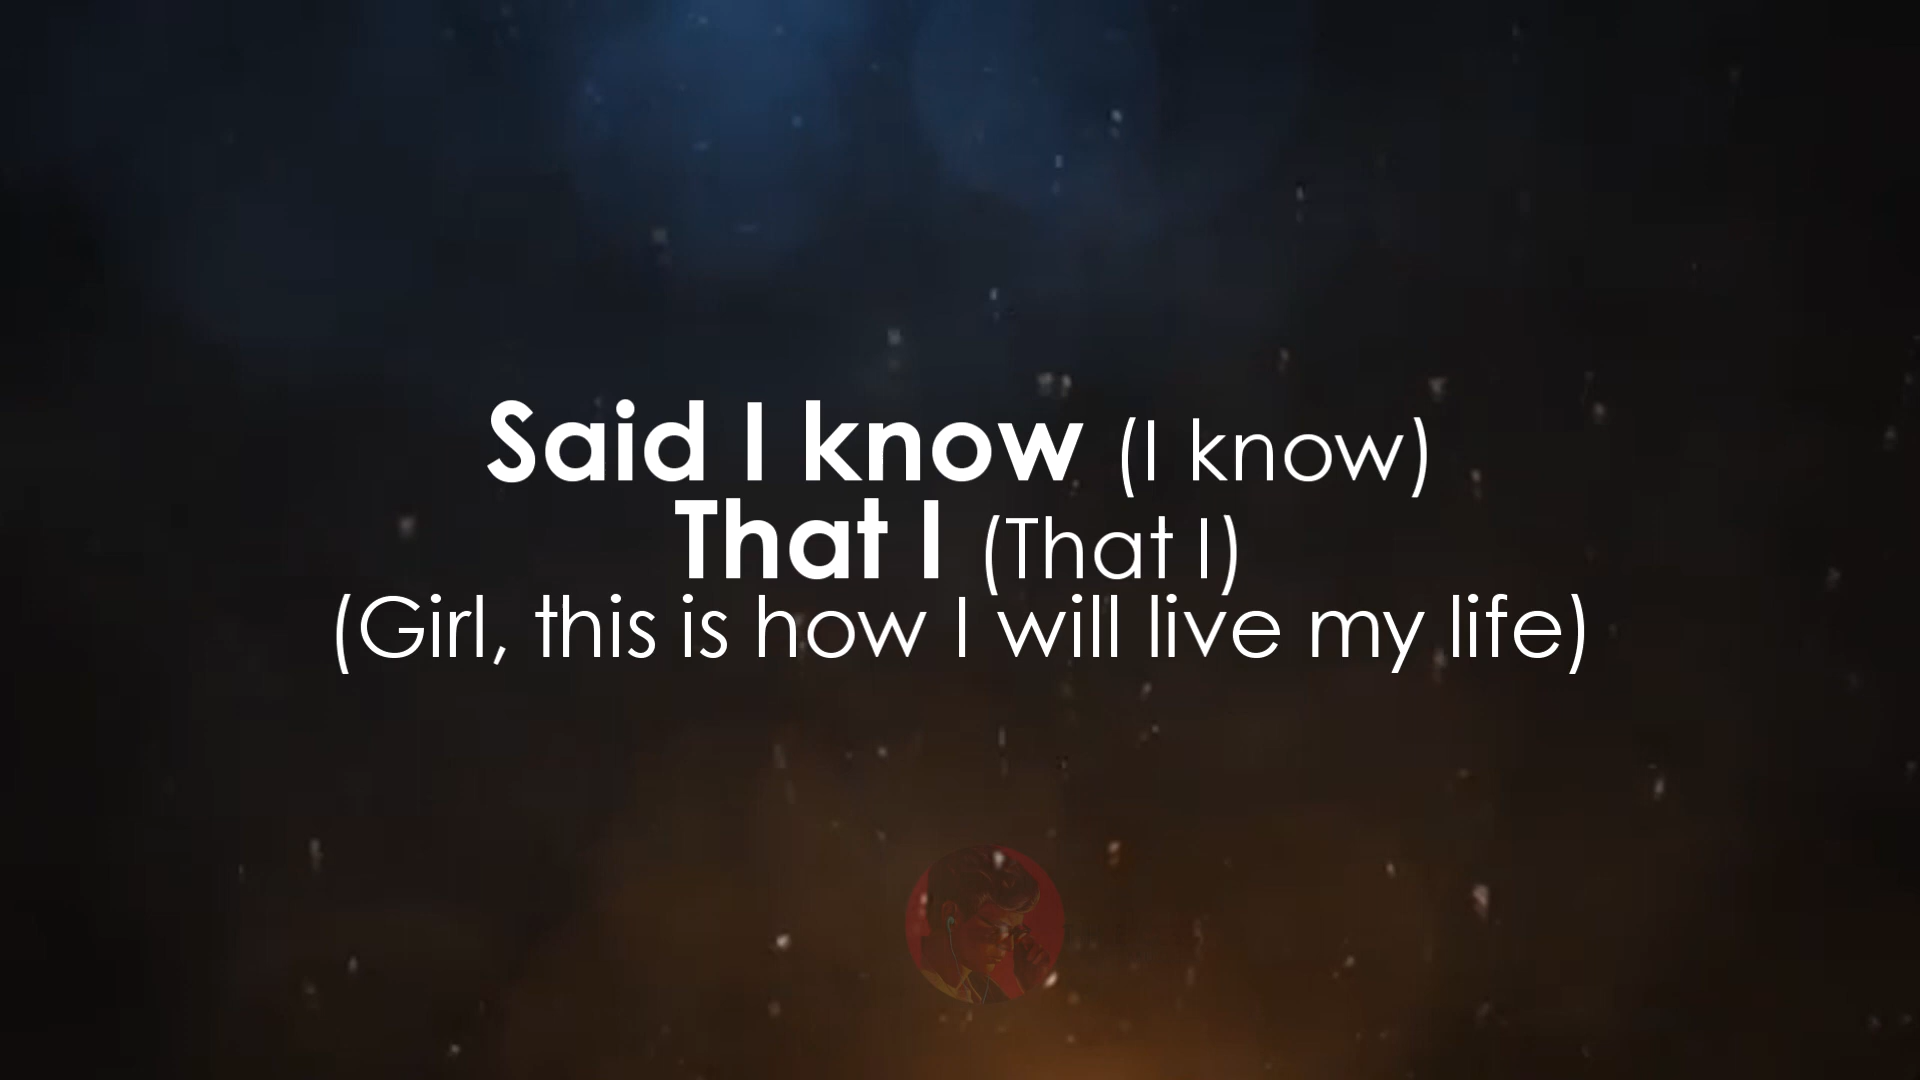 Said I know (I know)
That I (That I)
(Girl, this is how I will live my life)